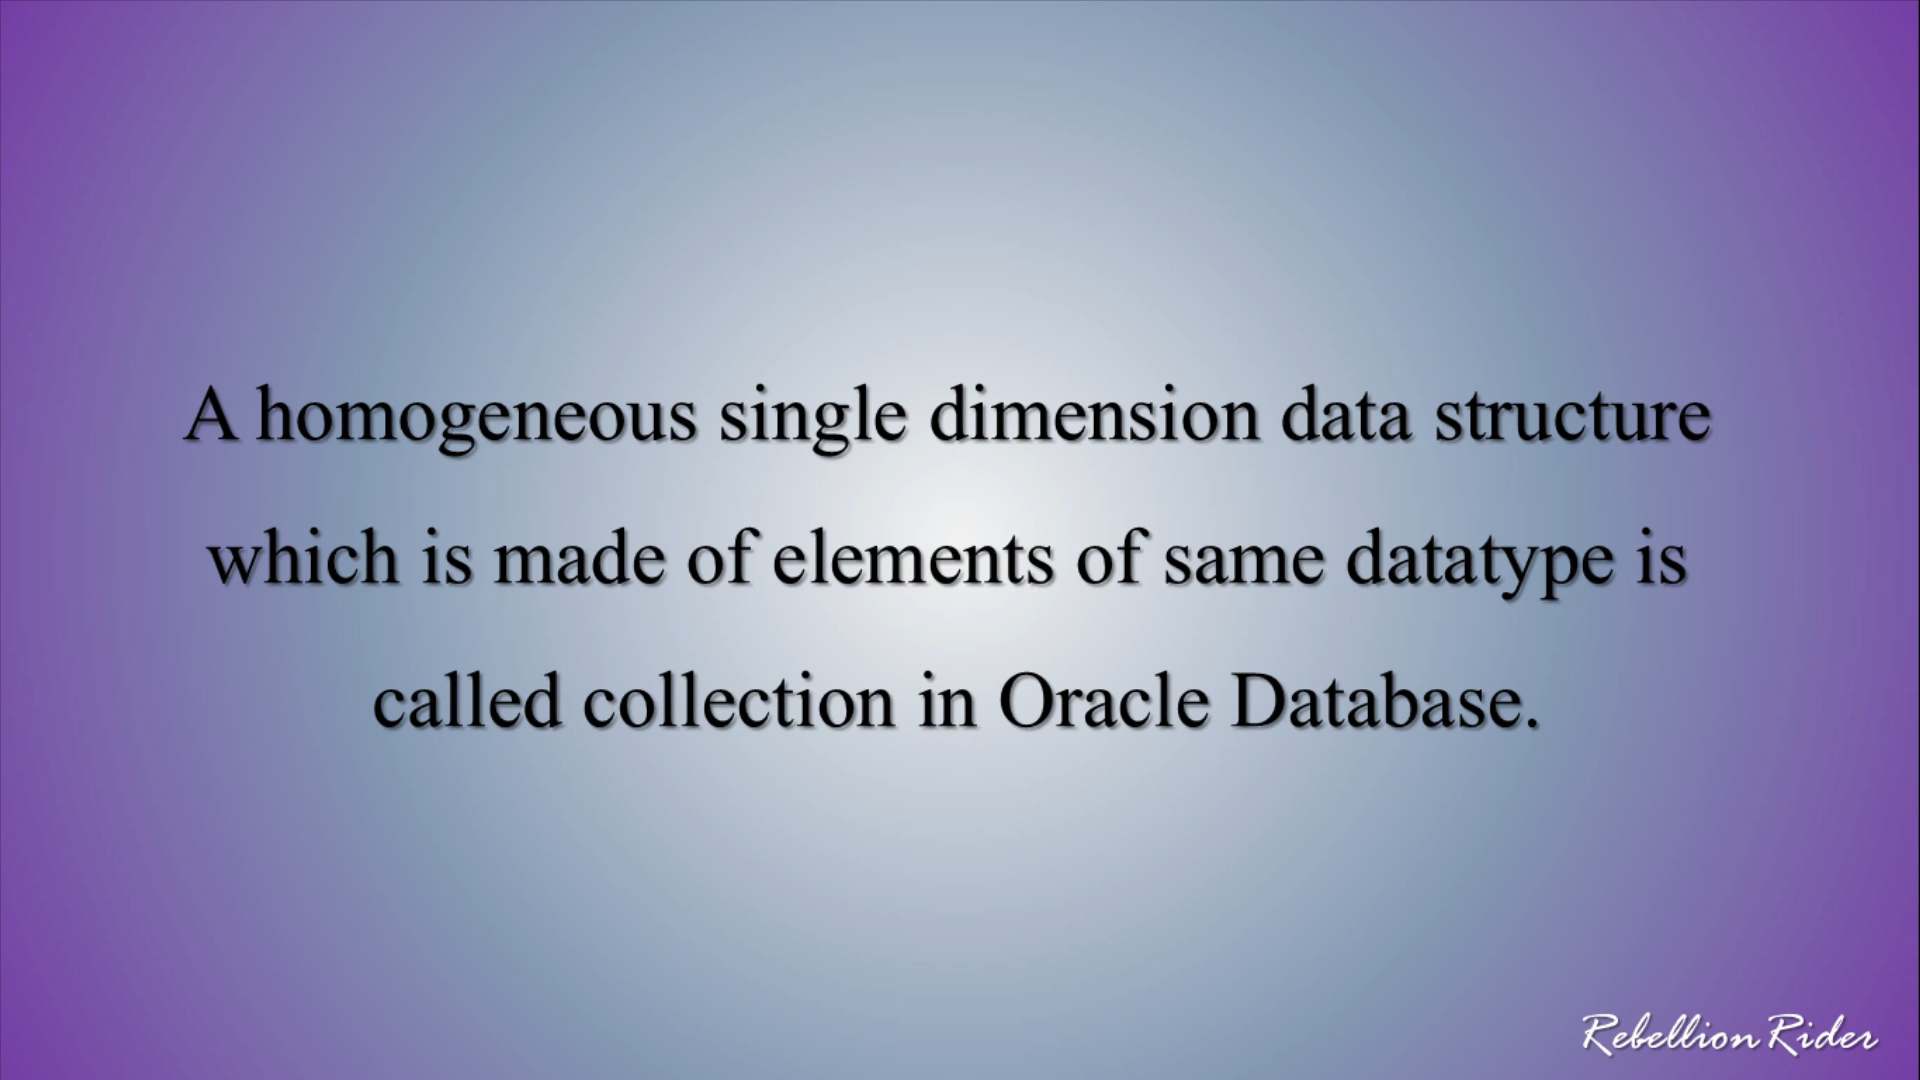 A homogeneous single dimension data structure
which is made of elements of same datatype is
called collection in Oracle Database.
Rebellion Rider